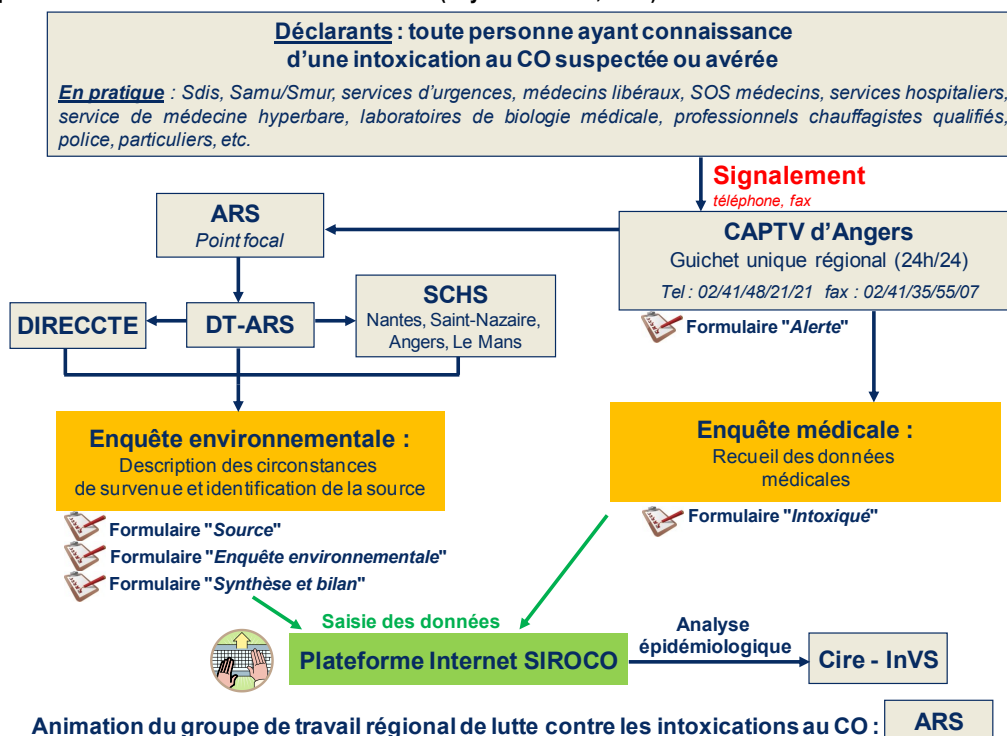 Déclarants : toute personne ayant connaissance
d'une intoxication au CO suspectée ou avérée
En pratique : Sdis, Samu/Smur, services d'urgences, médecins libéraux, SOS médecins, services hospitaliers,
service de médecine hyperbare, laboratoires de biologie médicale, professionnels chauffagistes qualifiés,
police, particuliers, etc.
Signalement
téléphone, fax
ARS
Point focal
CAPTV d'Angers
Guichet unique régional (24h/24)
Tel : 02/41/48/21/21 fax : 02/41/35/55/07
Formulaire "Alerte"
DIRECCTE
DT-ARS
SCHS
Nantes, Saint-Nazaire,
Angers, Le Mans
Enquête environnementale :
Description des circonstances
de survenue et identification de la source
Enquête médicale :
Recueil des données
médicales
Formulaire "Source"
Formulaire "Enquête environnementale"
Formulaire "Synthèse et bilan"
Formulaire "Intoxiqué"
Saisie des données
Plateforme Internet SIROCO
Analyse
épidémiologique
Cire - InVS
Animation du groupe de travail régional de lutte contre les intoxications au CO : ARS